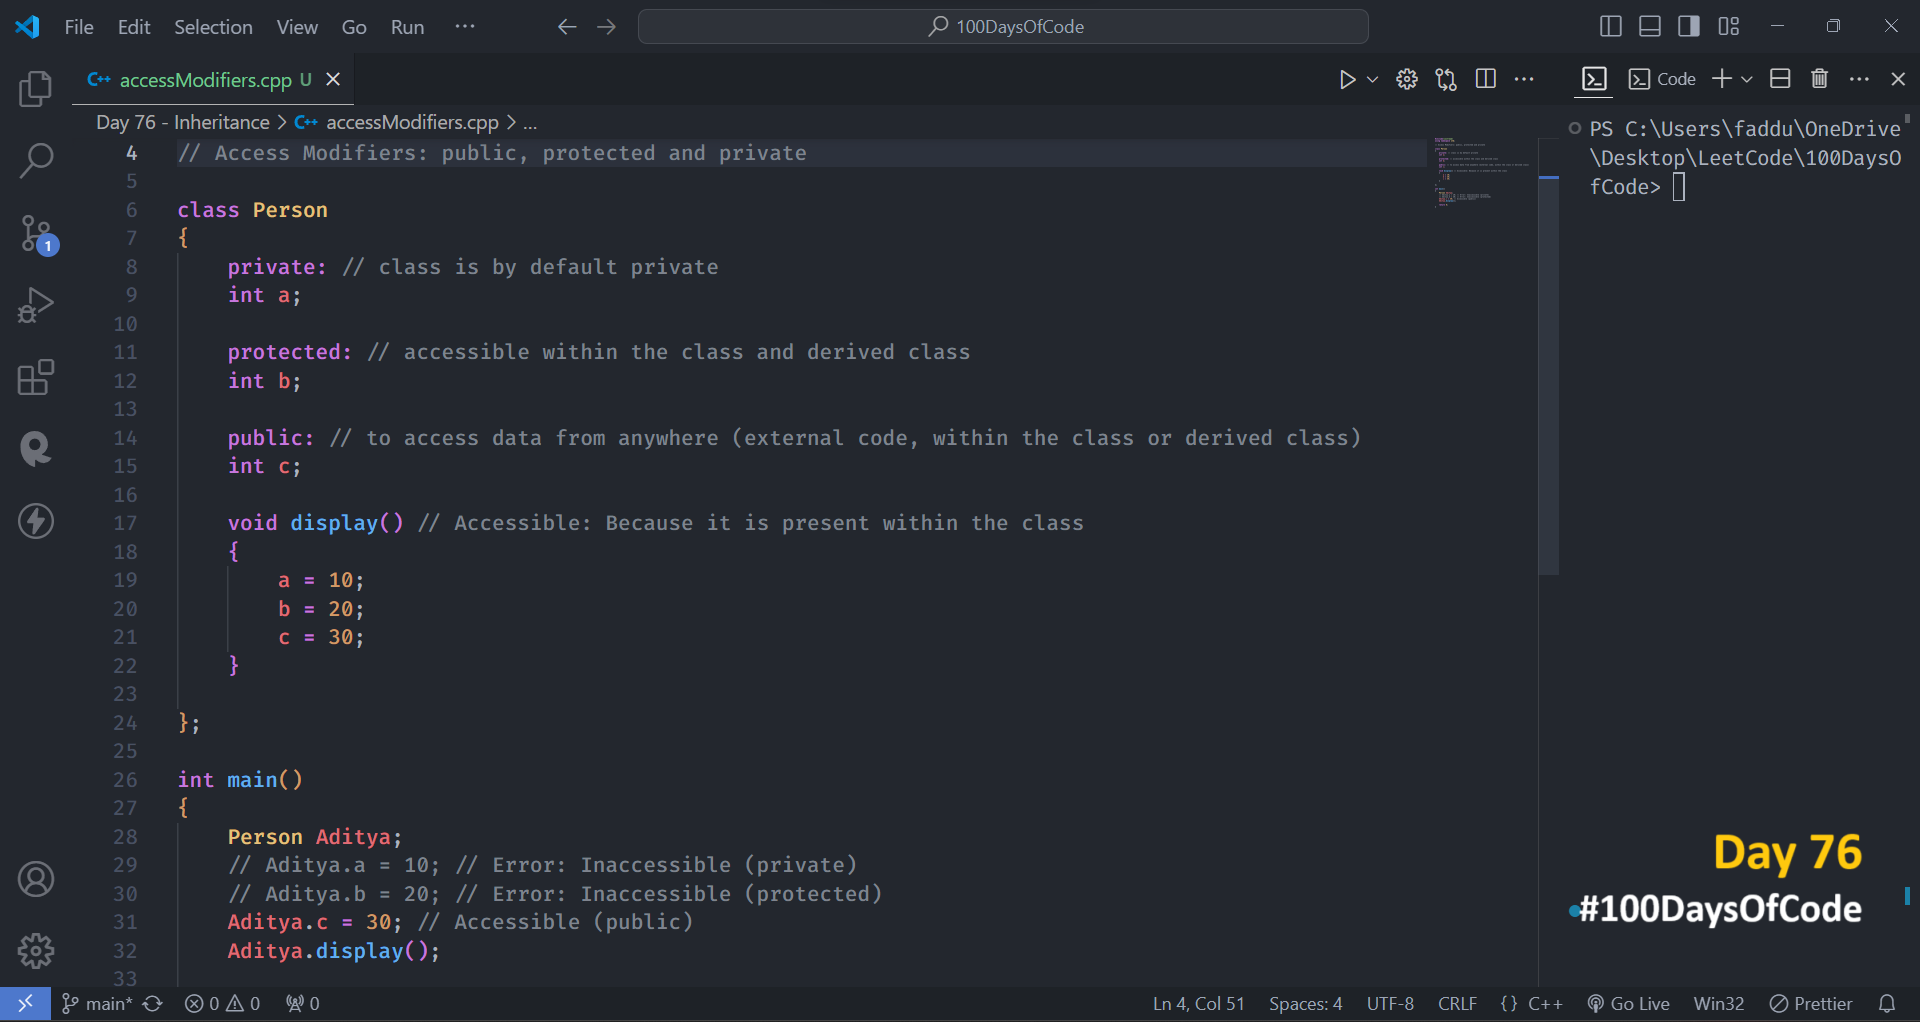 File Edit Selection View Go Run ··· 100DaysOfCode
C++ accessModifiers.cpp U
Code
Day 76 - Inheritance > C++ accessModifiers.cpp > ...
4 // Access Modifiers: public, protected and private
5
6 class Person
7 {
8 private: // class is by default private
9 int a;
10
11 protected: // accessible within the class and derived class
12 int b;
13
14 public: // to access data from anywhere (external code, within the class or derived class)
15 int c;
16
17 void display() // Accessible: Because it is present within the class
18 {
19 a = 10;
20 b = 20;
21 c = 30;
22 }
23
24 };
25
26 int main()
27 {
28 Person Aditya;
29 // Aditya.a = 10; // Error: Inaccessible (private)
30 // Aditya.b = 20; // Error: Inaccessible (protected)
31 Aditya.c = 30; // Accessible (public)
32 Aditya.display();
33
PS C:\Users\faddu\OneDrive
\Desktop\LeetCode\100DaysO
fCode>
Day 76
#100DaysOfCode
1
main* 0 0 0 Ln 4, Col 51 Spaces: 4 UTF-8 CRLF {} C++ Go Live Win32 Prettier